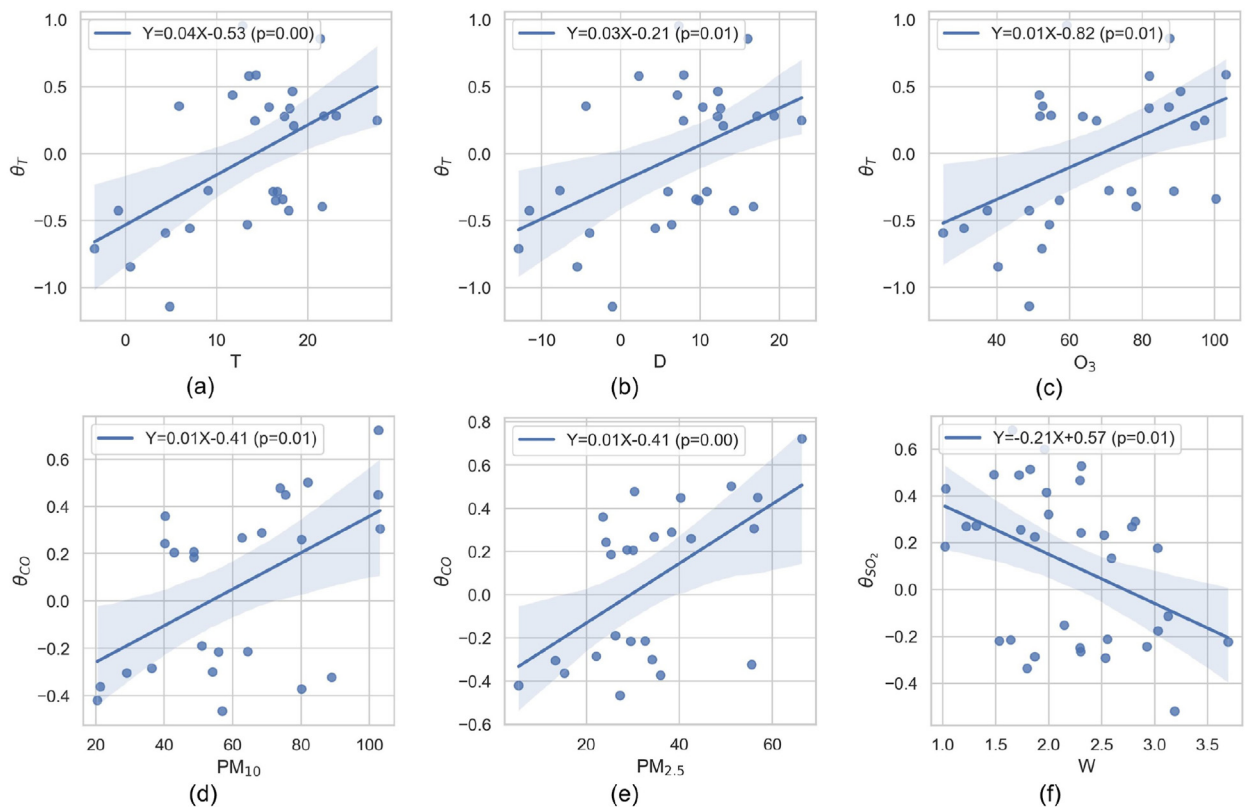 Y=0.04X-0.53 (p=0.00)
1.0
0.5
0.0
−0.5
−1.0
θ_T
0 10 20
T
(a)
Y=0.03X-0.21 (p=0.01)
1.0
0.5
0.0
−0.5
−1.0
θ_T
−10 0 10 20
D
(b)
Y=0.01X-0.82 (p=0.01)
1.0
0.5
0.0
−0.5
−1.0
θ_T
40 60 80 100
O₃
(c)
Y=0.01X-0.41 (p=0.01)
0.6
0.4
0.2
0.0
−0.2
−0.4
θ_CO
20 40 60 80 100
PM₁₀
(d)
Y=0.01X-0.41 (p=0.00)
0.8
0.6
0.4
0.2
0.0
−0.2
−0.4
−0.6
θ_CO
20 40 60
PM₂.₅
(e)
Y=-0.21X+0.57 (p=0.01)
0.6
0.4
0.2
0.0
−0.2
−0.4
θ_SO₂
1.0 1.5 2.0 2.5 3.0 3.5
W
(f)